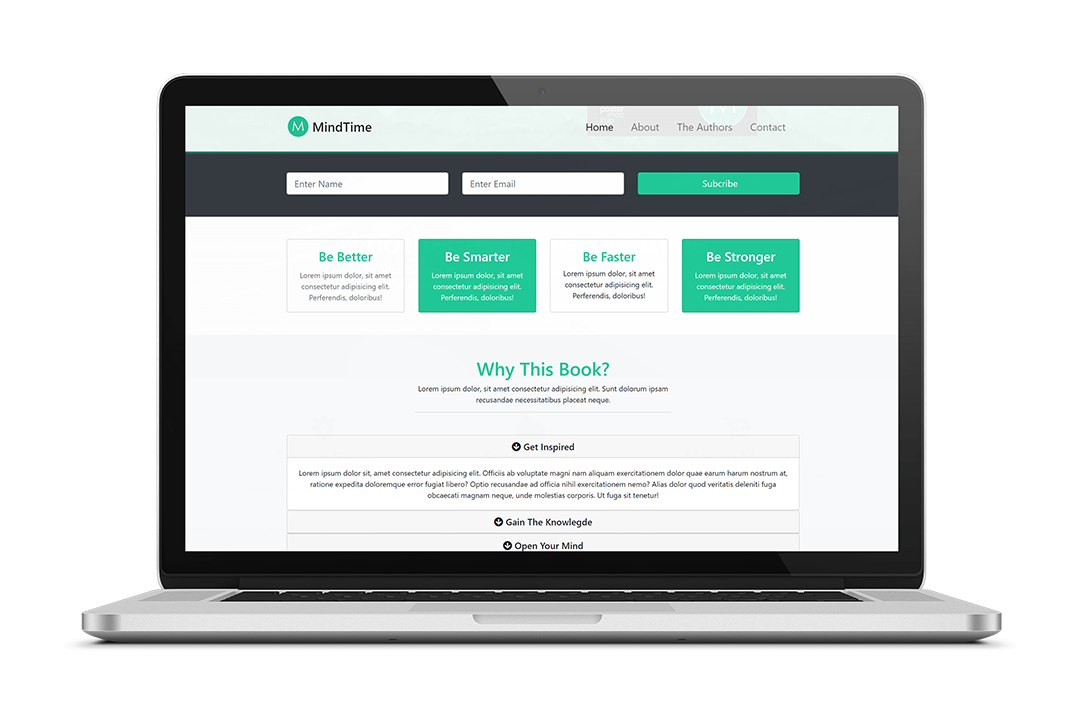 M MindTime
Home About The Authors Contact
Enter Name
Enter Email
Subcribe
Be Better
Lorem ipsum dolor, sit amet
consectetur adipisicing elit.
Perferendis, doloribus!
Be Smarter
Lorem ipsum dolor, sit amet
consectetur adipisicing elit.
Perferendis, doloribus!
Be Faster
Lorem ipsum dolor, sit amet
consectetur adipisicing elit.
Perferendis, doloribus!
Be Stronger
Lorem ipsum dolor, sit amet
consectetur adipisicing elit.
Perferendis, doloribus!
Why This Book?
Lorem ipsum dolor, sit amet consectetur adipisicing elit. Sunt dolorum ipsam
recusandae necessitatibus placeat neque.
Get Inspired
Lorem ipsum dolor sit, amet consectetur adipisicing elit. Officiis ab voluptate magni nam aliquam exercitationem dolor quae earum harum nostrum at,
ratione expedita doloremque error fugiat libero? Optio recusandae ad officia nihil exercitationem nemo? Alias dolor quod veritatis deleniti fuga
obcaecati magnam neque, unde molestias corporis. Ut fuga sit tenetur!
Gain The Knowlegde
Open Your Mind